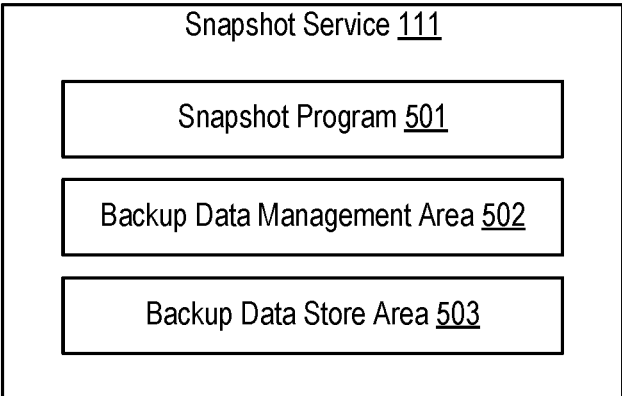 Snapshot Service 111
Snapshot Program 501
Backup Data Management Area 502
Backup Data Store Area 503